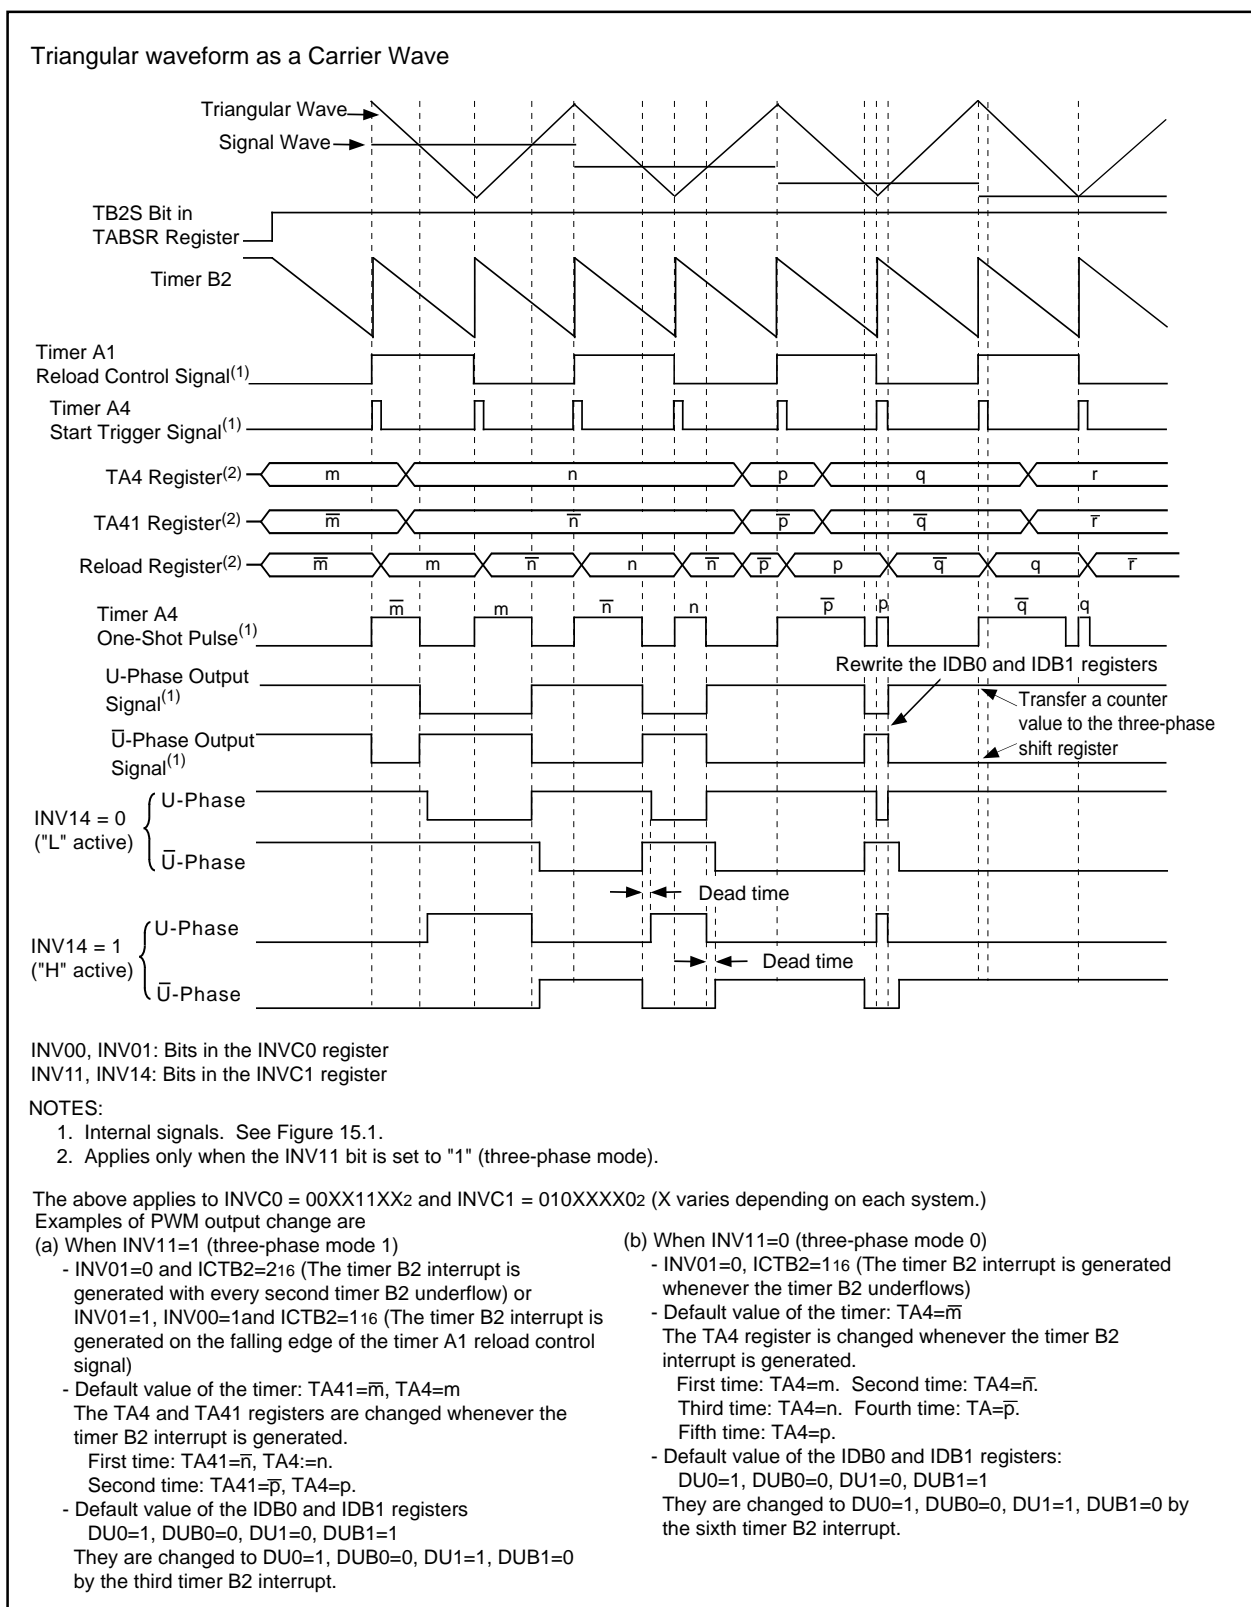 Triangular waveform as a Carrier Wave
Triangular Wave
Signal Wave
TB2S Bit in
TABSR Register
Timer B2
Timer A1
Reload Control Signal(1)
Timer A4
Start Trigger Signal(1)
TA4 Register(2)
m n p q r
TA41 Register(2)
m̅ n̅ p̅ q̅ r̅
Reload Register(2)
m̅ m n̅ n n̅ p̅ p q̅ q r̅
Timer A4
One-Shot Pulse(1)
m̅ m n̅ n p̅ p q̅ q
Rewrite the IDB0 and IDB1 registers
U-Phase Output
Signal(1)
Transfer a counter
value to the three-phase
shift register
U̅-Phase Output
Signal(1)
INV14 = 0
("L" active)
U-Phase
U̅-Phase
Dead time
INV14 = 1
("H" active)
U-Phase
Dead time
U̅-Phase
INV00, INV01: Bits in the INVC0 register
INV11, INV14: Bits in the INVC1 register
NOTES:
1. Internal signals. See Figure 15.1.
2. Applies only when the INV11 bit is set to "1" (three-phase mode).
The above applies to INVC0 = 00XX11XX2 and INVC1 = 010XXXX02 (X varies depending on each system.)
Examples of PWM output change are
(a) When INV11=1 (three-phase mode 1)
- INV01=0 and ICTB2=216 (The timer B2 interrupt is
generated with every second timer B2 underflow) or
INV01=1, INV00=1and ICTB2=116 (The timer B2 interrupt is
generated on the falling edge of the timer A1 reload control
signal)
- Default value of the timer: TA41=m̅, TA4=m
The TA4 and TA41 registers are changed whenever the
timer B2 interrupt is generated.
First time: TA41=n̅, TA4:=n.
Second time: TA41=p̅, TA4=p.
- Default value of the IDB0 and IDB1 registers
DU0=1, DUB0=0, DU1=0, DUB1=1
They are changed to DU0=1, DUB0=0, DU1=1, DUB1=0
by the third timer B2 interrupt.
(b) When INV11=0 (three-phase mode 0)
- INV01=0, ICTB2=116 (The timer B2 interrupt is generated
whenever the timer B2 underflows)
- Default value of the timer: TA4=m̅
The TA4 register is changed whenever the timer B2
interrupt is generated.
First time: TA4=m. Second time: TA4=n̅.
Third time: TA4=n. Fourth time: TA=p̅.
Fifth time: TA4=p.
- Default value of the IDB0 and IDB1 registers:
DU0=1, DUB0=0, DU1=0, DUB1=1
They are changed to DU0=1, DUB0=0, DU1=1, DUB1=0 by
the sixth timer B2 interrupt.